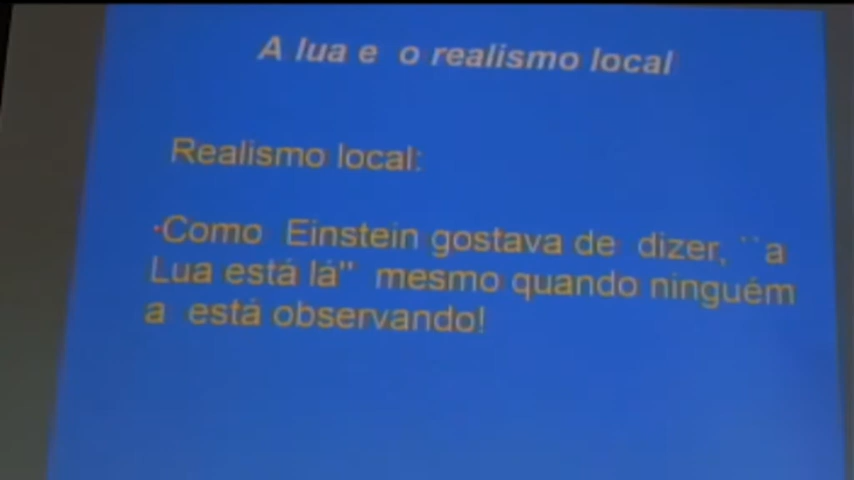 A lua e o realismo local
Realismo local:
·Como Einstein gostava de dizer, ``a
Lua está lá" mesmo quando ninguém
a está observando!